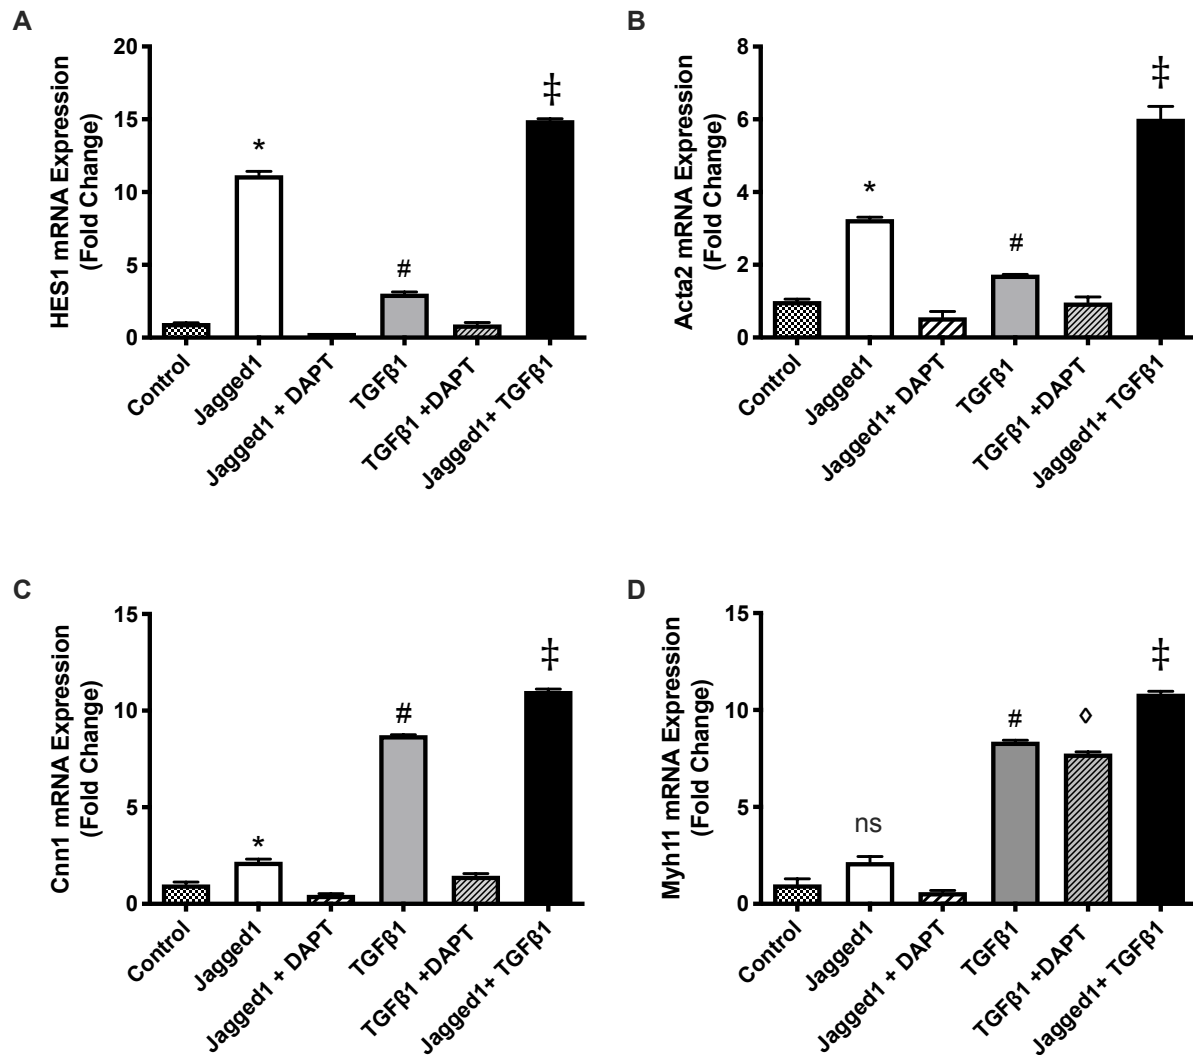 A
HES1 mRNA Expression
(Fold Change)
20
15
10
5
0
*
#
‡
Control
Jagged1
Jagged1 + DAPT
TGFβ1
TGFβ1 +DAPT
Jagged1+ TGFβ1
B
Acta2 mRNA Expression
(Fold Change)
8
6
4
2
0
*
#
‡
Control
Jagged1
Jagged1+ DAPT
TGFβ1
TGFβ1 +DAPT
Jagged1+ TGFβ1
C
Cnn1 mRNA Expression
(Fold Change)
15
10
5
0
*
#
‡
Control
Jagged1
Jagged1 + DAPT
TGFβ1
TGFβ1 +DAPT
Jagged1+ TGFβ1
D
Myh11 mRNA Expression
(Fold Change)
15
10
5
0
ns
#
◊
‡
Control
Jagged1
Jagged1 + DAPT
TGFβ1
TGFβ1 +DAPT
Jagged1+ TGFβ1